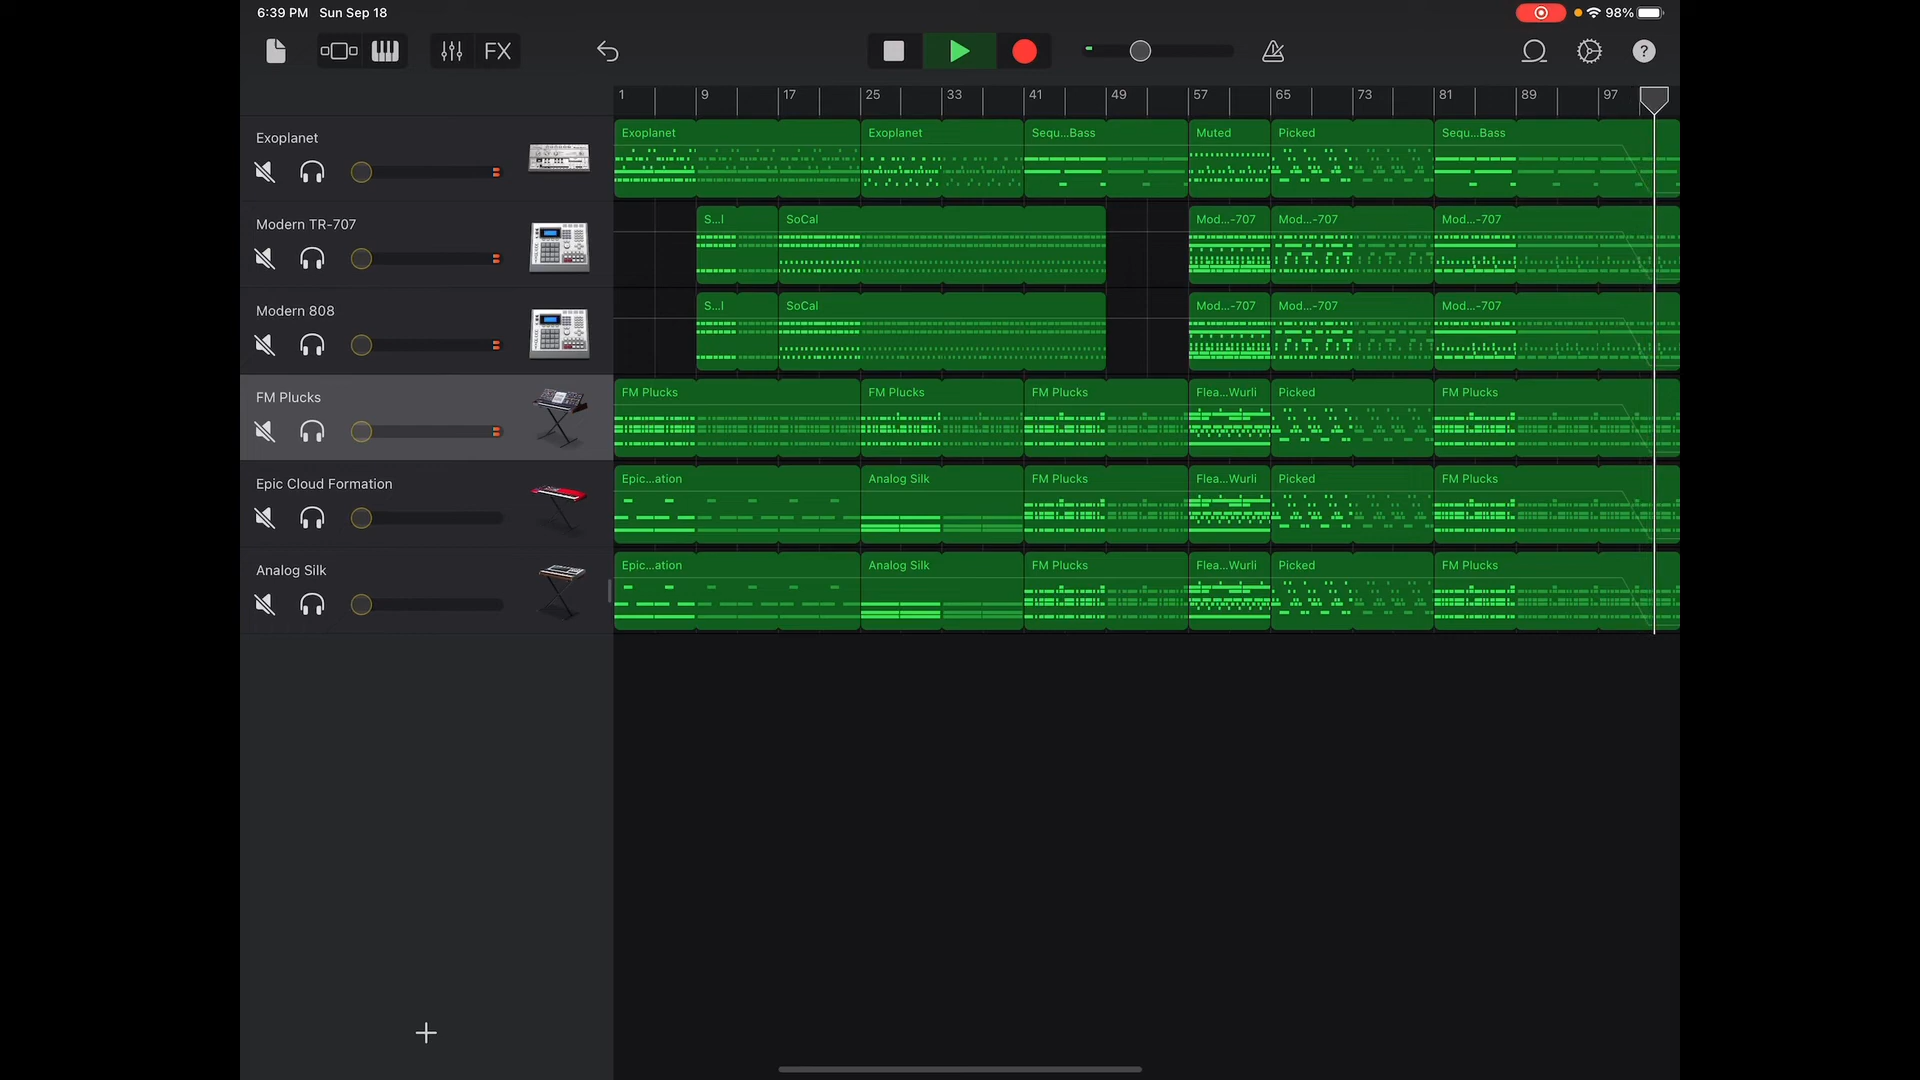 6:39 PM Sun Sep 18 98%
FX ?
1 9 17 25 33 41 49 57 65 73 81 89 97
Exoplanet
Exoplanet Exoplanet Sequ...Bass Muted Picked Sequ...Bass
Modern TR-707
S...l SoCal Mod...-707 Mod...-707 Mod...-707
Modern 808
S...l SoCal Mod...-707 Mod...-707 Mod...-707
FM Plucks
FM Plucks FM Plucks FM Plucks Flea...Wurli Picked FM Plucks
Epic Cloud Formation
Epic...ation Analog Silk FM Plucks Flea...Wurli Picked FM Plucks
Analog Silk
Epic...ation Analog Silk FM Plucks Flea...Wurli Picked FM Plucks